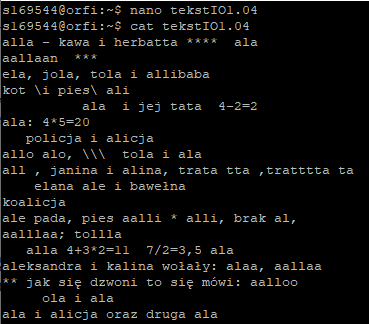 s169544@orfi:~$ nano tekstIO1.04
s169544@orfi:~$ cat tekstIO1.04
alla - kawa i herbatta ****  ala
aallaan  ***
ela, jola, tola i allibaba
kot \i pies\ ali
          ala  i jej tata  4-2=2
ala: 4*5=20
   policja i alicja
allo alo, \\\  tola i ala
all , janina i alina, trata tta ,tratttta ta
    elana ale i bawełna
koalicja
ale pada, pies aalli * alli, brak al,
aalllaa; tollla
   alla 4+3*2=11  7/2=3,5 ala
aleksandra i kalina wołały: alaa, aallaa
** jak się dzwoni to się mówi: aalloo
     ola i ala
ala i alicja oraz druga ala